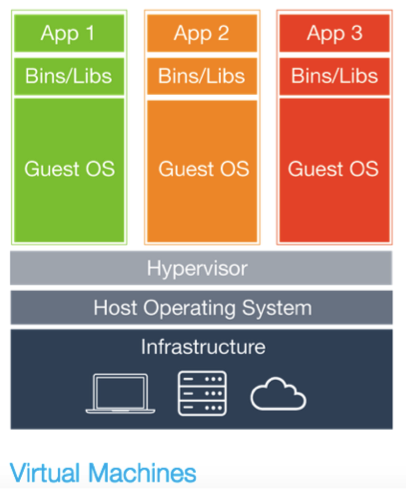 App 1 App 2 App 3
Bins/Libs Bins/Libs Bins/Libs
Guest OS Guest OS Guest OS
Hypervisor
Host Operating System
Infrastructure
Virtual Machines